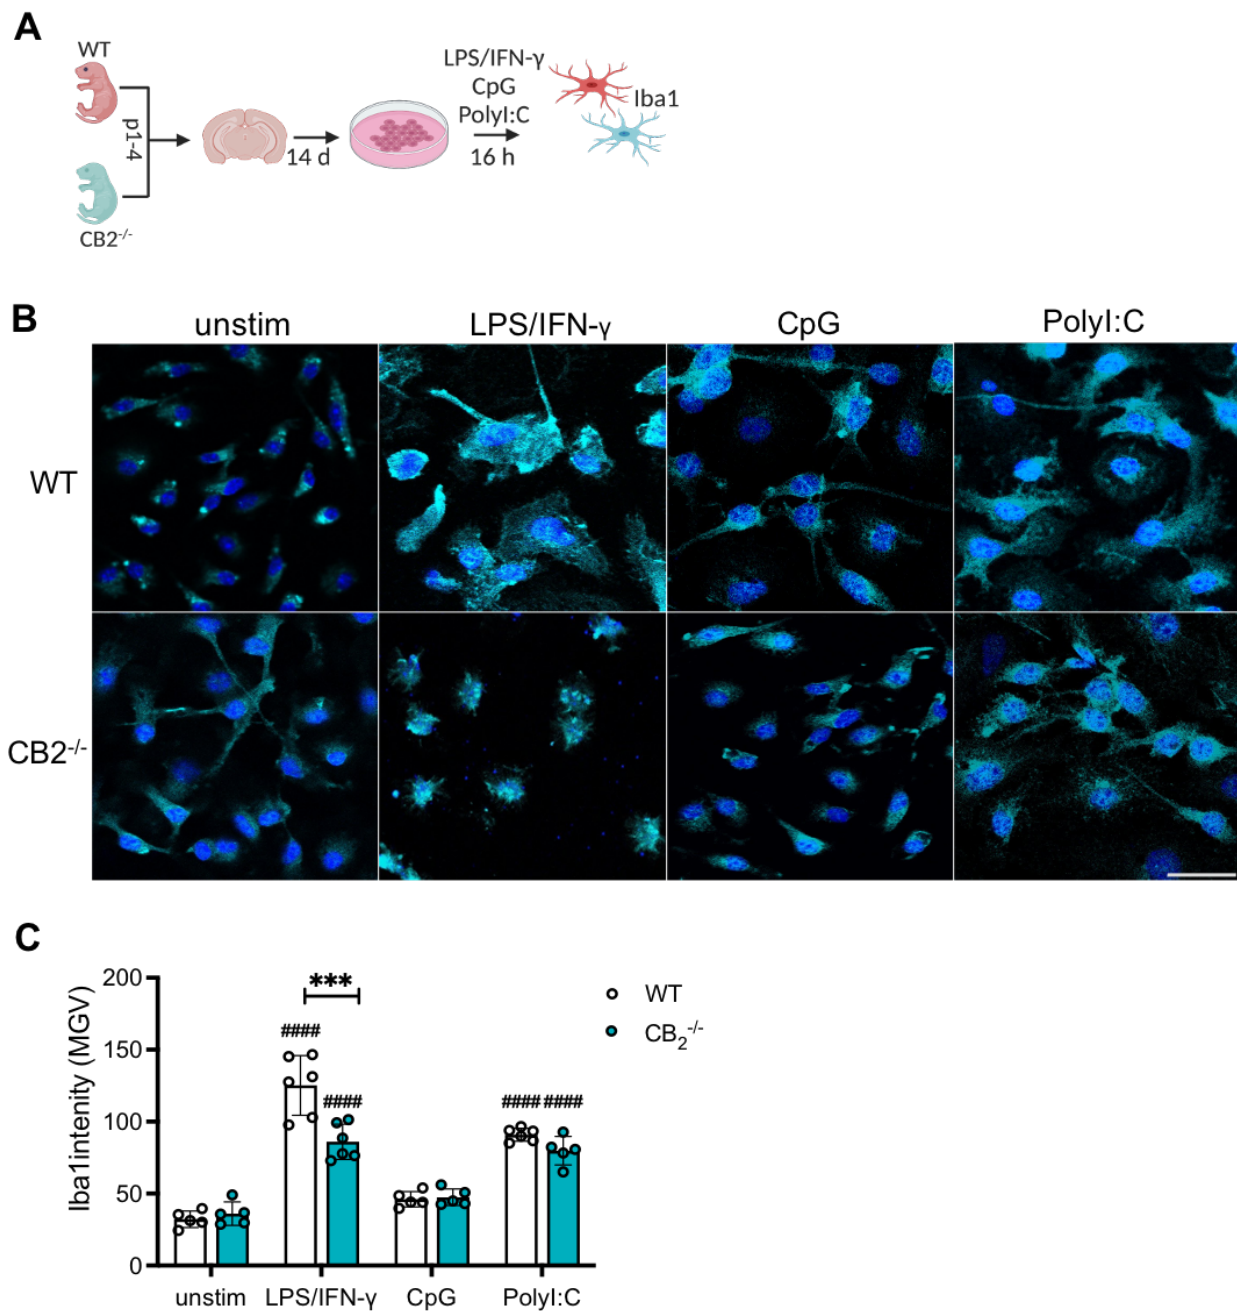 A
WT
p1-4
CB2-/-
14 d
LPS/IFN-γ
CpG
PolyI:C
16 h
Iba1
B
unstim LPS/IFN-γ CpG PolyI:C
WT
CB2-/-
C
Iba1intenity (MGV)
200
150
100
50
0
***
####
####
#### ####
unstim LPS/IFN-γ CpG PolyI:C
WT
CB2-/-